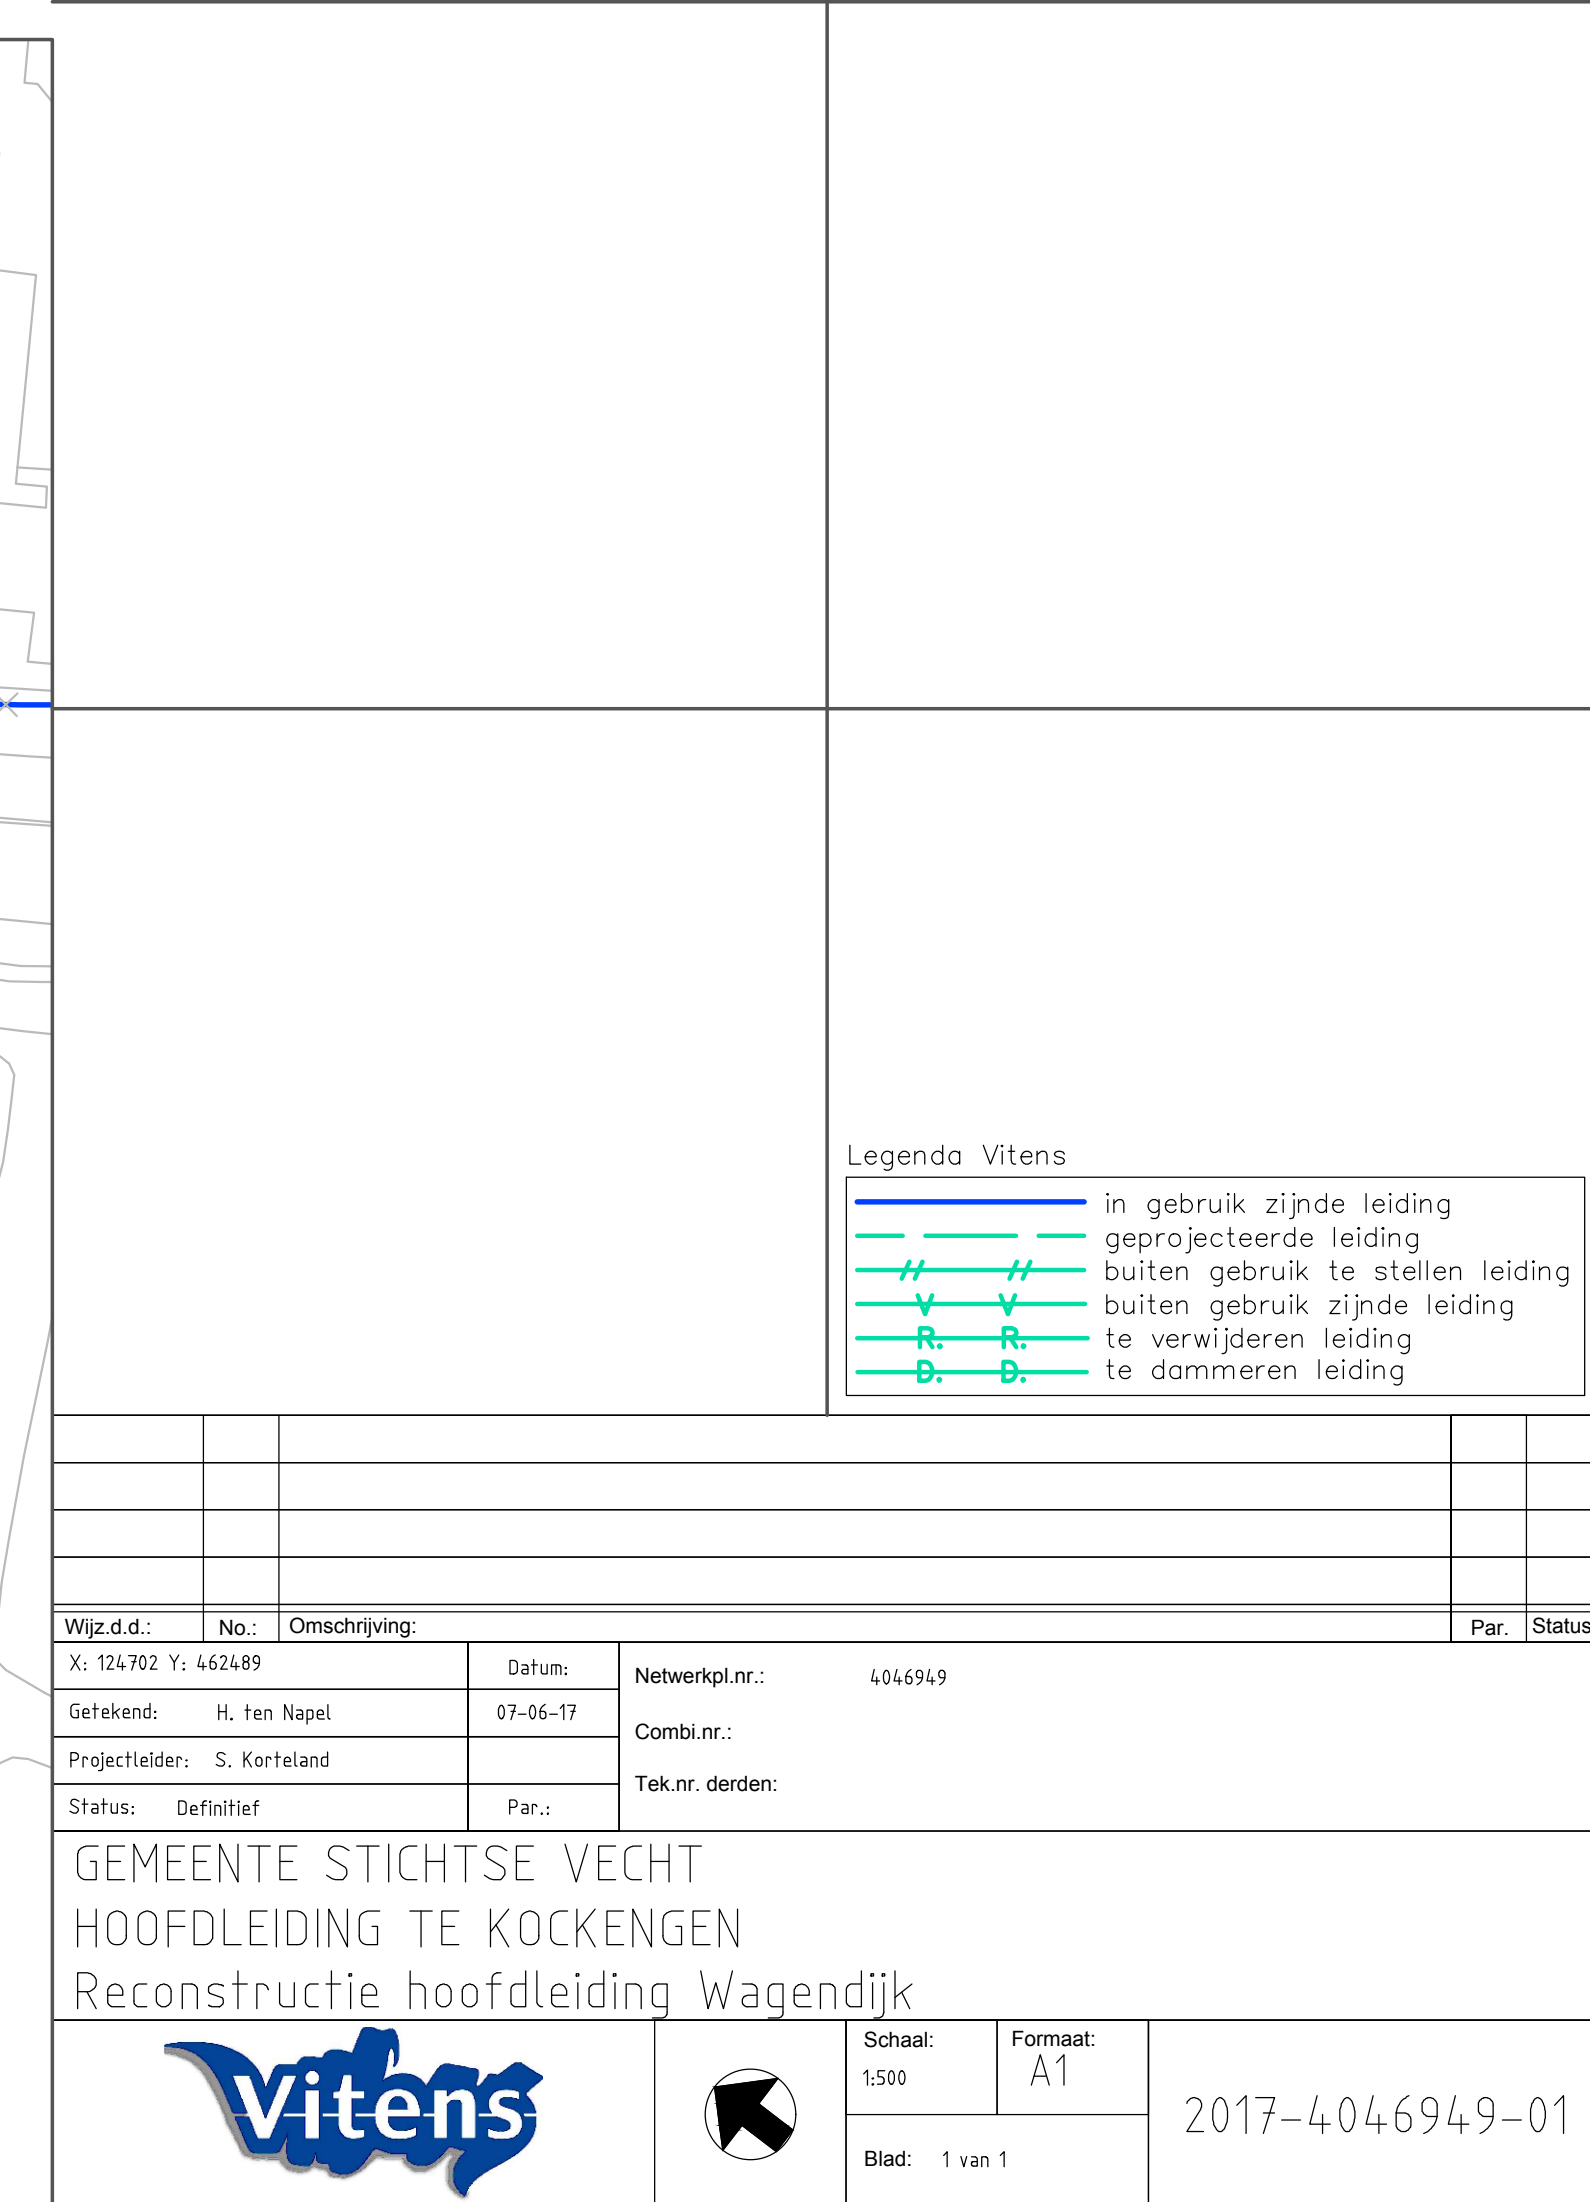 Legenda Vitens
in gebruik zijnde leiding
geprojecteerde leiding
// // buiten gebruik te stellen leiding
V V buiten gebruik zijnde leiding
R. R. te verwijderen leiding
D. D. te dammeren leiding
Wijz.d.d.: No.: Omschrijving: Par. Status
X: 124702 Y: 462489 Datum:
Netwerkpl.nr.: 4046949
Getekend: H. ten Napel 07-06-17
Combi.nr.:
Projectleider: S. Korteland
Tek.nr. derden:
Status: Definitief Par.:
GEMEENTE STICHTSE VECHT
HOOFDLEIDING TE KOCKENGEN
Reconstructie hoofdleiding Wagendijk
Vitens
Schaal: Formaat:
1:500 A1
2017-4046949-01
Blad: 1 van 1